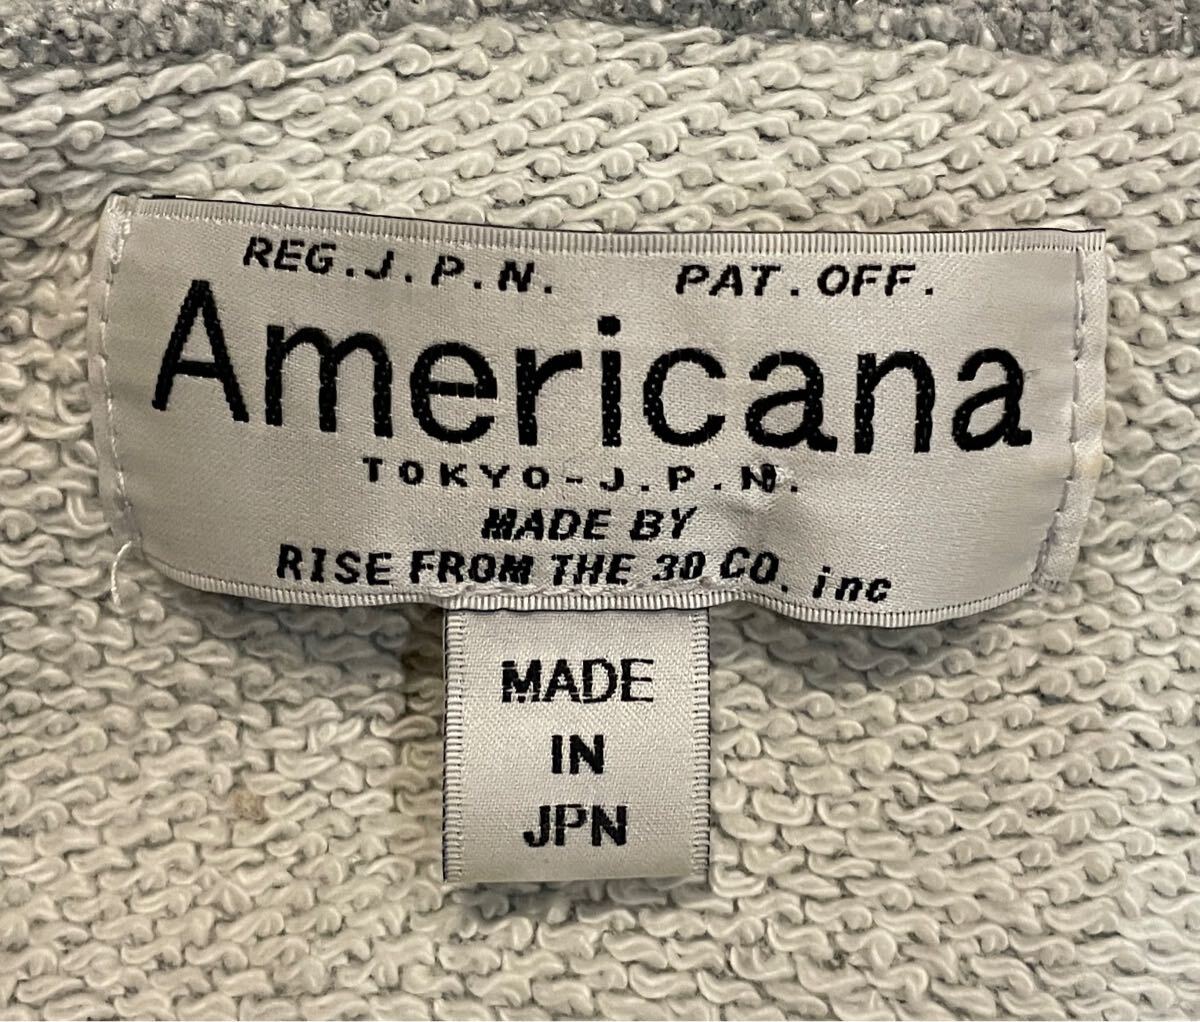 REG.J.P.N. PAT.OFF.
Americana
TOKYO-J.P.N.
MADE BY
RISE FROM THE 30 CO. inc
MADE
IN
JPN